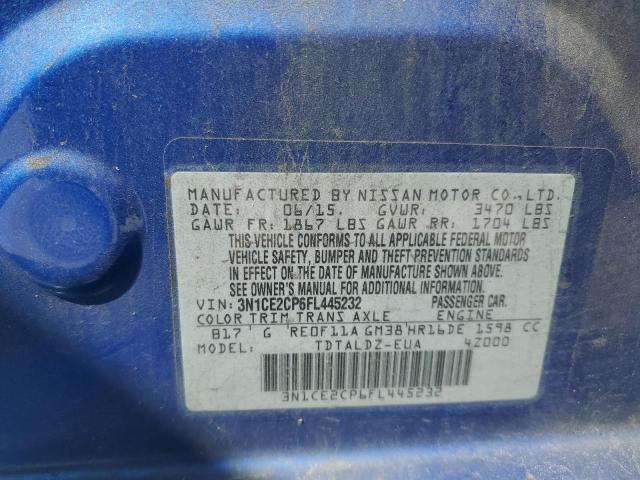 MANUFACTURED BY NISSAN MOTOR CO., LTD.
DATE: 06/15. GVWR: 3470 LBS
GAWR FR: 1867 LBS GAWR RR: 1704 LBS
THIS VEHICLE CONFORMS TO ALL APPLICABLE FEDERAL MOTOR
VEHICLE SAFETY, BUMPER AND THEFT PREVENTION STANDARDS
IN EFFECT ON THE DATE OF MANUFACTURE SHOWN ABOVE.
SEE OWNER'S MANUAL FOR ADDITIONAL INFORMATION.
VIN: 3N1CE2CP6FL445232 PASSENGER CAR.
COLOR TRIM TRANS AXLE ENGINE
B17 G RE0F11A GM38 HR16DE 1598 CC
MODEL: TDTALDZ-EUA 4Z000
3N1CE2CP6FL445232